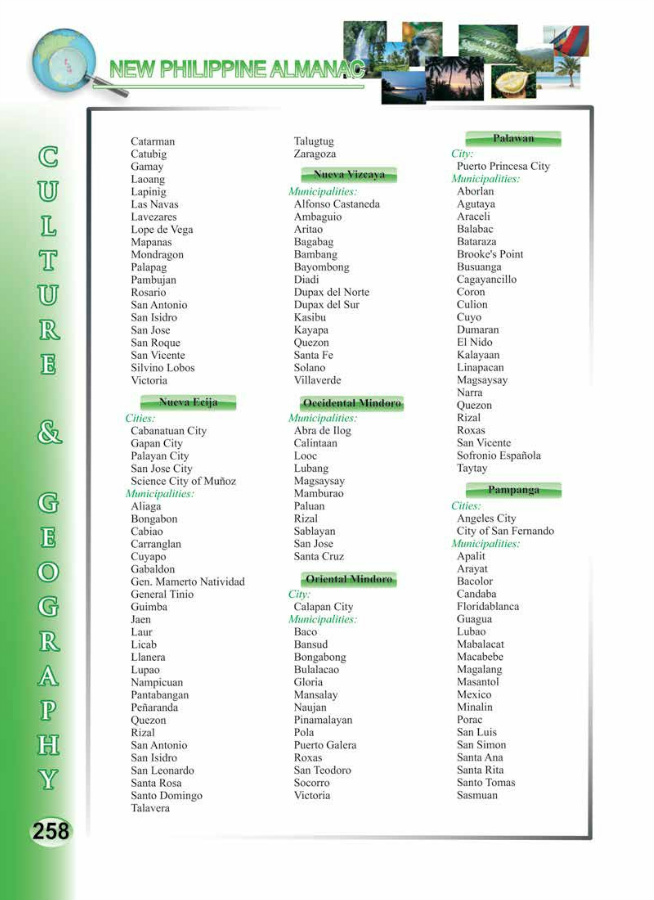 NEW PHILIPPINE ALMANAC
CULTURE & GEOGRAPHY
Catarman
Catubig
Gamay
Laoang
Lapinig
Las Navas
Lavezares
Lope de Vega
Mapanas
Mondragon
Palapag
Pambujan
Rosario
San Antonio
San Isidro
San Jose
San Roque
San Vicente
Silvino Lobos
Victoria
Nueva Ecija
Cities:
Cabanatuan City
Gapan City
Palayan City
San Jose City
Science City of Muñoz
Municipalities:
Aliaga
Bongabon
Cabiao
Carranglan
Cuyapo
Gabaldon
Gen. Mamerto Natividad
General Tinio
Guimba
Jaen
Laur
Licab
Llanera
Lupao
Nampicuan
Pantabangan
Peñaranda
Quezon
Rizal
San Antonio
San Isidro
San Leonardo
Santa Rosa
Santo Domingo
Talavera
Talugtug
Zaragoza
Nueva Vizcaya
Municipalities:
Alfonso Castaneda
Ambaguio
Aritao
Bagabag
Bambang
Bayombong
Diadi
Dupax del Norte
Dupax del Sur
Kasibu
Kayapa
Quezon
Santa Fe
Solano
Villaverde
Occidental Mindoro
Municipalities:
Abra de Ilog
Calintaan
Looc
Lubang
Magsaysay
Mamburao
Paluan
Rizal
Sablayan
San Jose
Santa Cruz
Oriental Mindoro
City:
Calapan City
Municipalities:
Baco
Bansud
Bongabong
Bulalacao
Gloria
Mansalay
Naujan
Pinamalayan
Pola
Puerto Galera
Roxas
San Teodoro
Socorro
Victoria
Palawan
City:
Puerto Princesa City
Municipalities:
Aborlan
Agutaya
Araceli
Balabac
Bataraza
Brooke's Point
Busuanga
Cagayancillo
Coron
Culion
Cuyo
Dumaran
El Nido
Kalayaan
Linapacan
Magsaysay
Narra
Quezon
Rizal
Roxas
San Vicente
Sofronio Española
Taytay
Pampanga
Cities:
Angeles City
City of San Fernando
Municipalities:
Apalit
Arayat
Bacolor
Candaba
Floridablanca
Guagua
Lubao
Mabalacat
Macabebe
Magalang
Masantol
Mexico
Minalin
Porac
San Luis
San Simon
Santa Ana
Santa Rita
Santo Tomas
Sasmuan
258